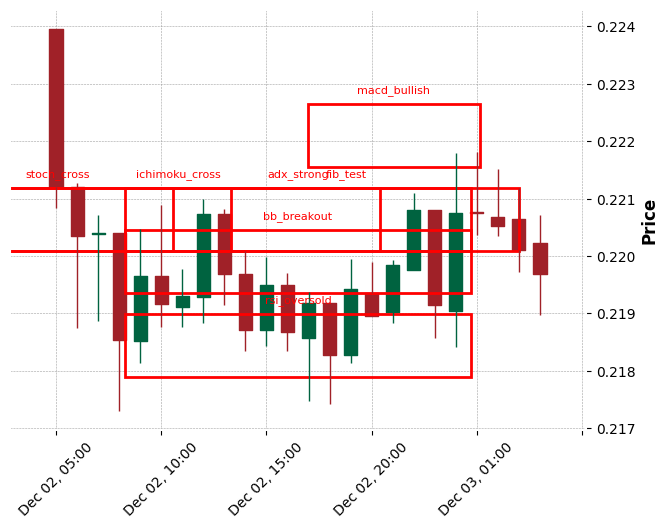 0.224
0.223
macd_bullish
0.222
ichimoku_cross
adx_strong
fib_test
0.221
bb_breakout
Price
0.220
0.219
0.218
0.217
Dec 02, 05:00
Dec 02, 10:00
Dec 02, 15:00
Dec 02, 20:00
Dec 03, 01:00